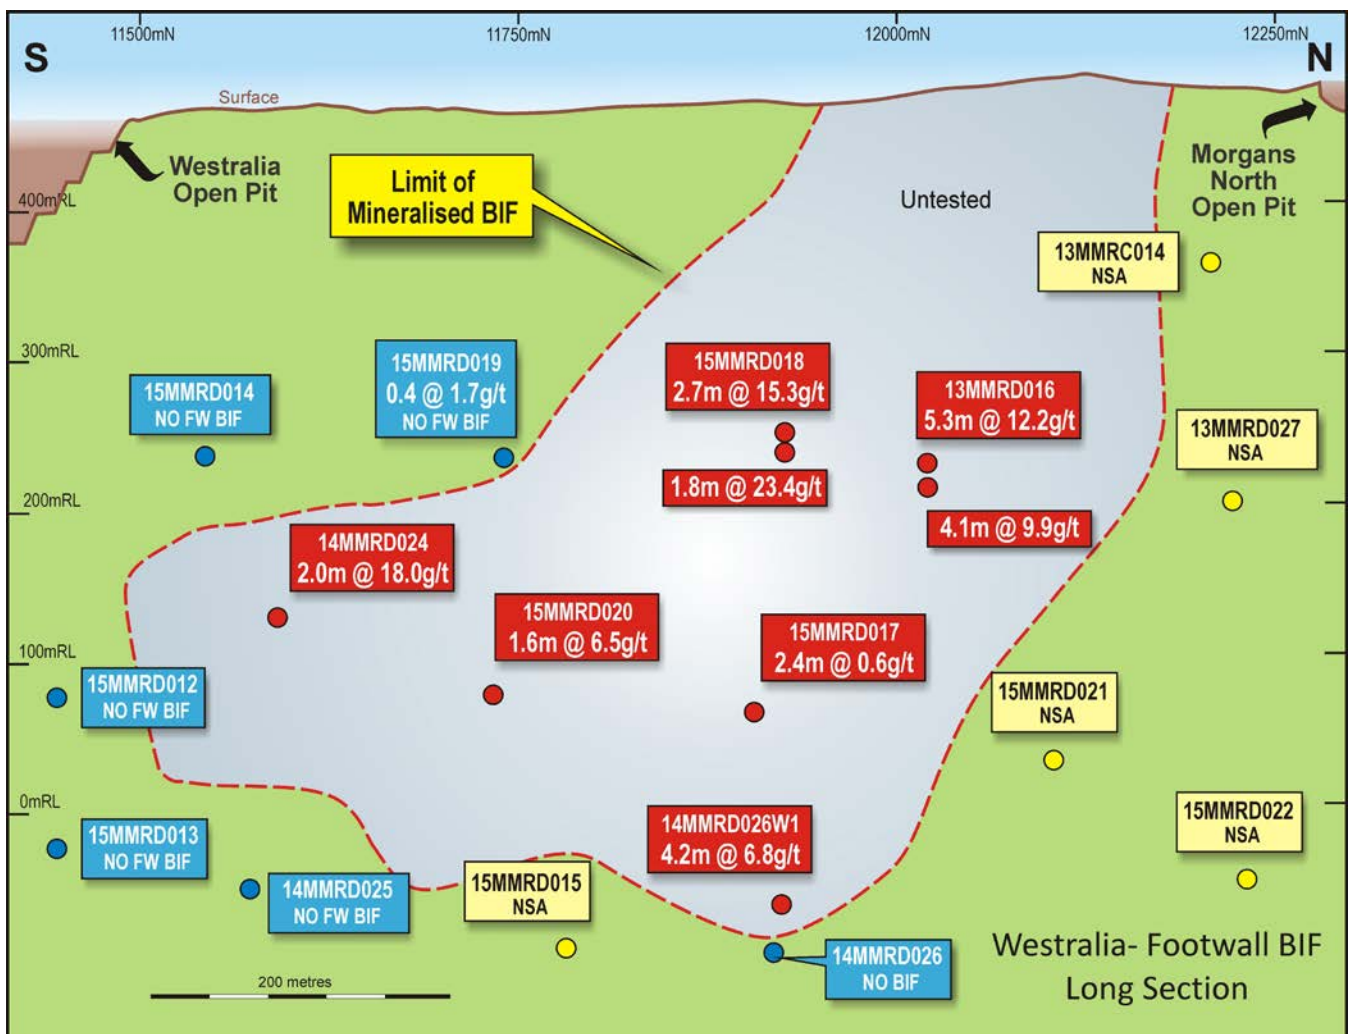 11500mN
11750mN
12000mN
12250mN
S
N
Surface
Westralia
Open Pit
Limit of
Mineralised BIF
Untested
Morgans
North
Open Pit
400mRL
13MMRC014
NSA
300mRL
15MMRD014
NO FW BIF
15MMRD019
0.4 @ 1.7g/t
NO FW BIF
15MMRD018
2.7m @ 15.3g/t
1.8m @ 23.4g/t
13MMRD016
5.3m @ 12.2g/t
4.1m @ 9.9g/t
13MMRD027
NSA
200mRL
14MMRD024
2.0m @ 18.0g/t
15MMRD020
1.6m @ 6.5g/t
15MMRD017
2.4m @ 0.6g/t
100mRL
15MMRD012
NO FW BIF
15MMRD021
NSA
0mRL
15MMRD013
NO FW BIF
14MMRD025
NO FW BIF
15MMRD015
NSA
14MMRD026W1
4.2m @ 6.8g/t
15MMRD022
NSA
14MMRD026
NO BIF
200 metres
Westralia- Footwall BIF
Long Section